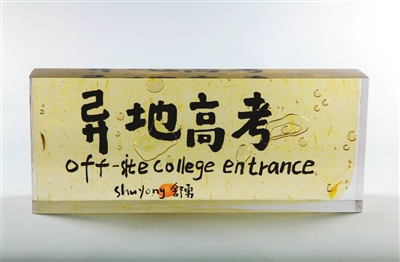 异地高考
off-site college entrance
shuyong 舒勇